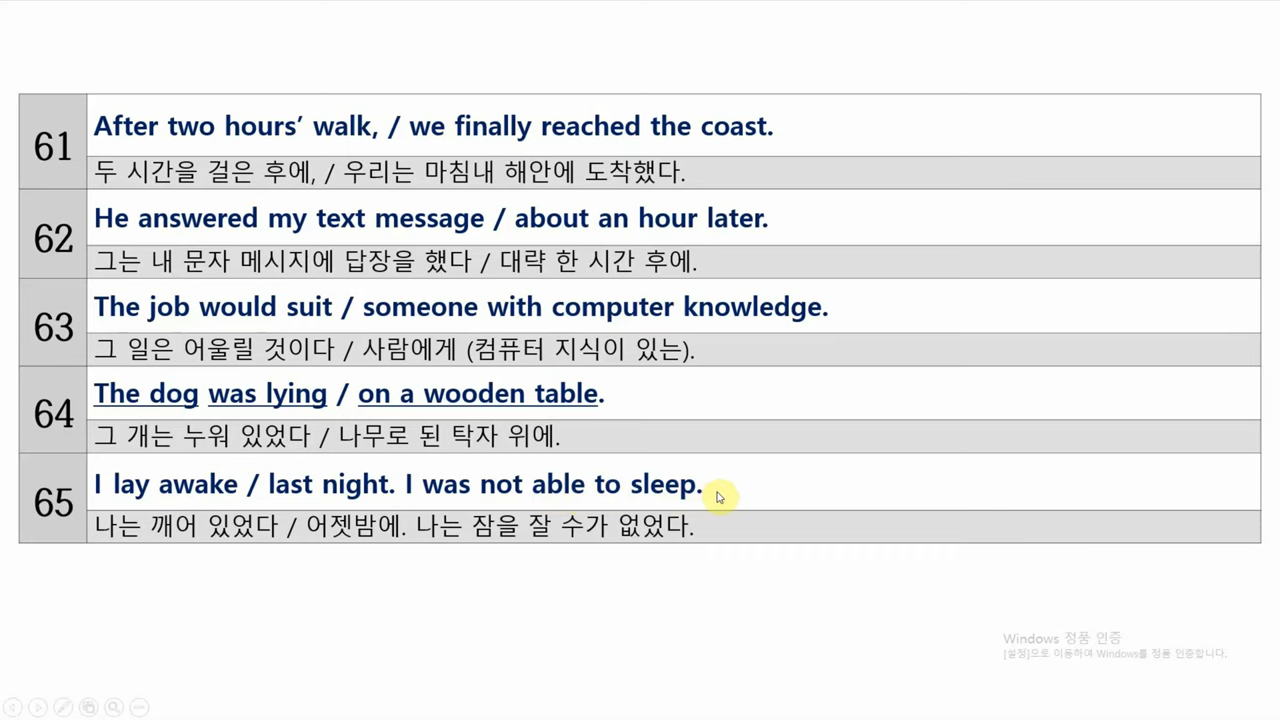 61
After two hours’ walk, / we finally reached the coast.
두 시간을 걸은 후에, / 우리는 마침내 해안에 도착했다.
62
He answered my text message / about an hour later.
그는 내 문자 메시지에 답장을 했다 / 대략 한 시간 후에.
63
The job would suit / someone with computer knowledge.
그 일은 어울릴 것이다 / 사람에게 (컴퓨터 지식이 있는).
64
The dog was lying / on a wooden table.
그 개는 누워 있었다 / 나무로 된 탁자 위에.
65
I lay awake / last night. I was not able to sleep.
나는 깨어 있었다 / 어젯밤에. 나는 잠을 잘 수가 없었다.
Windows 정품 인증
[설정]으로 이동하여 Windows를 정품 인증합니다.